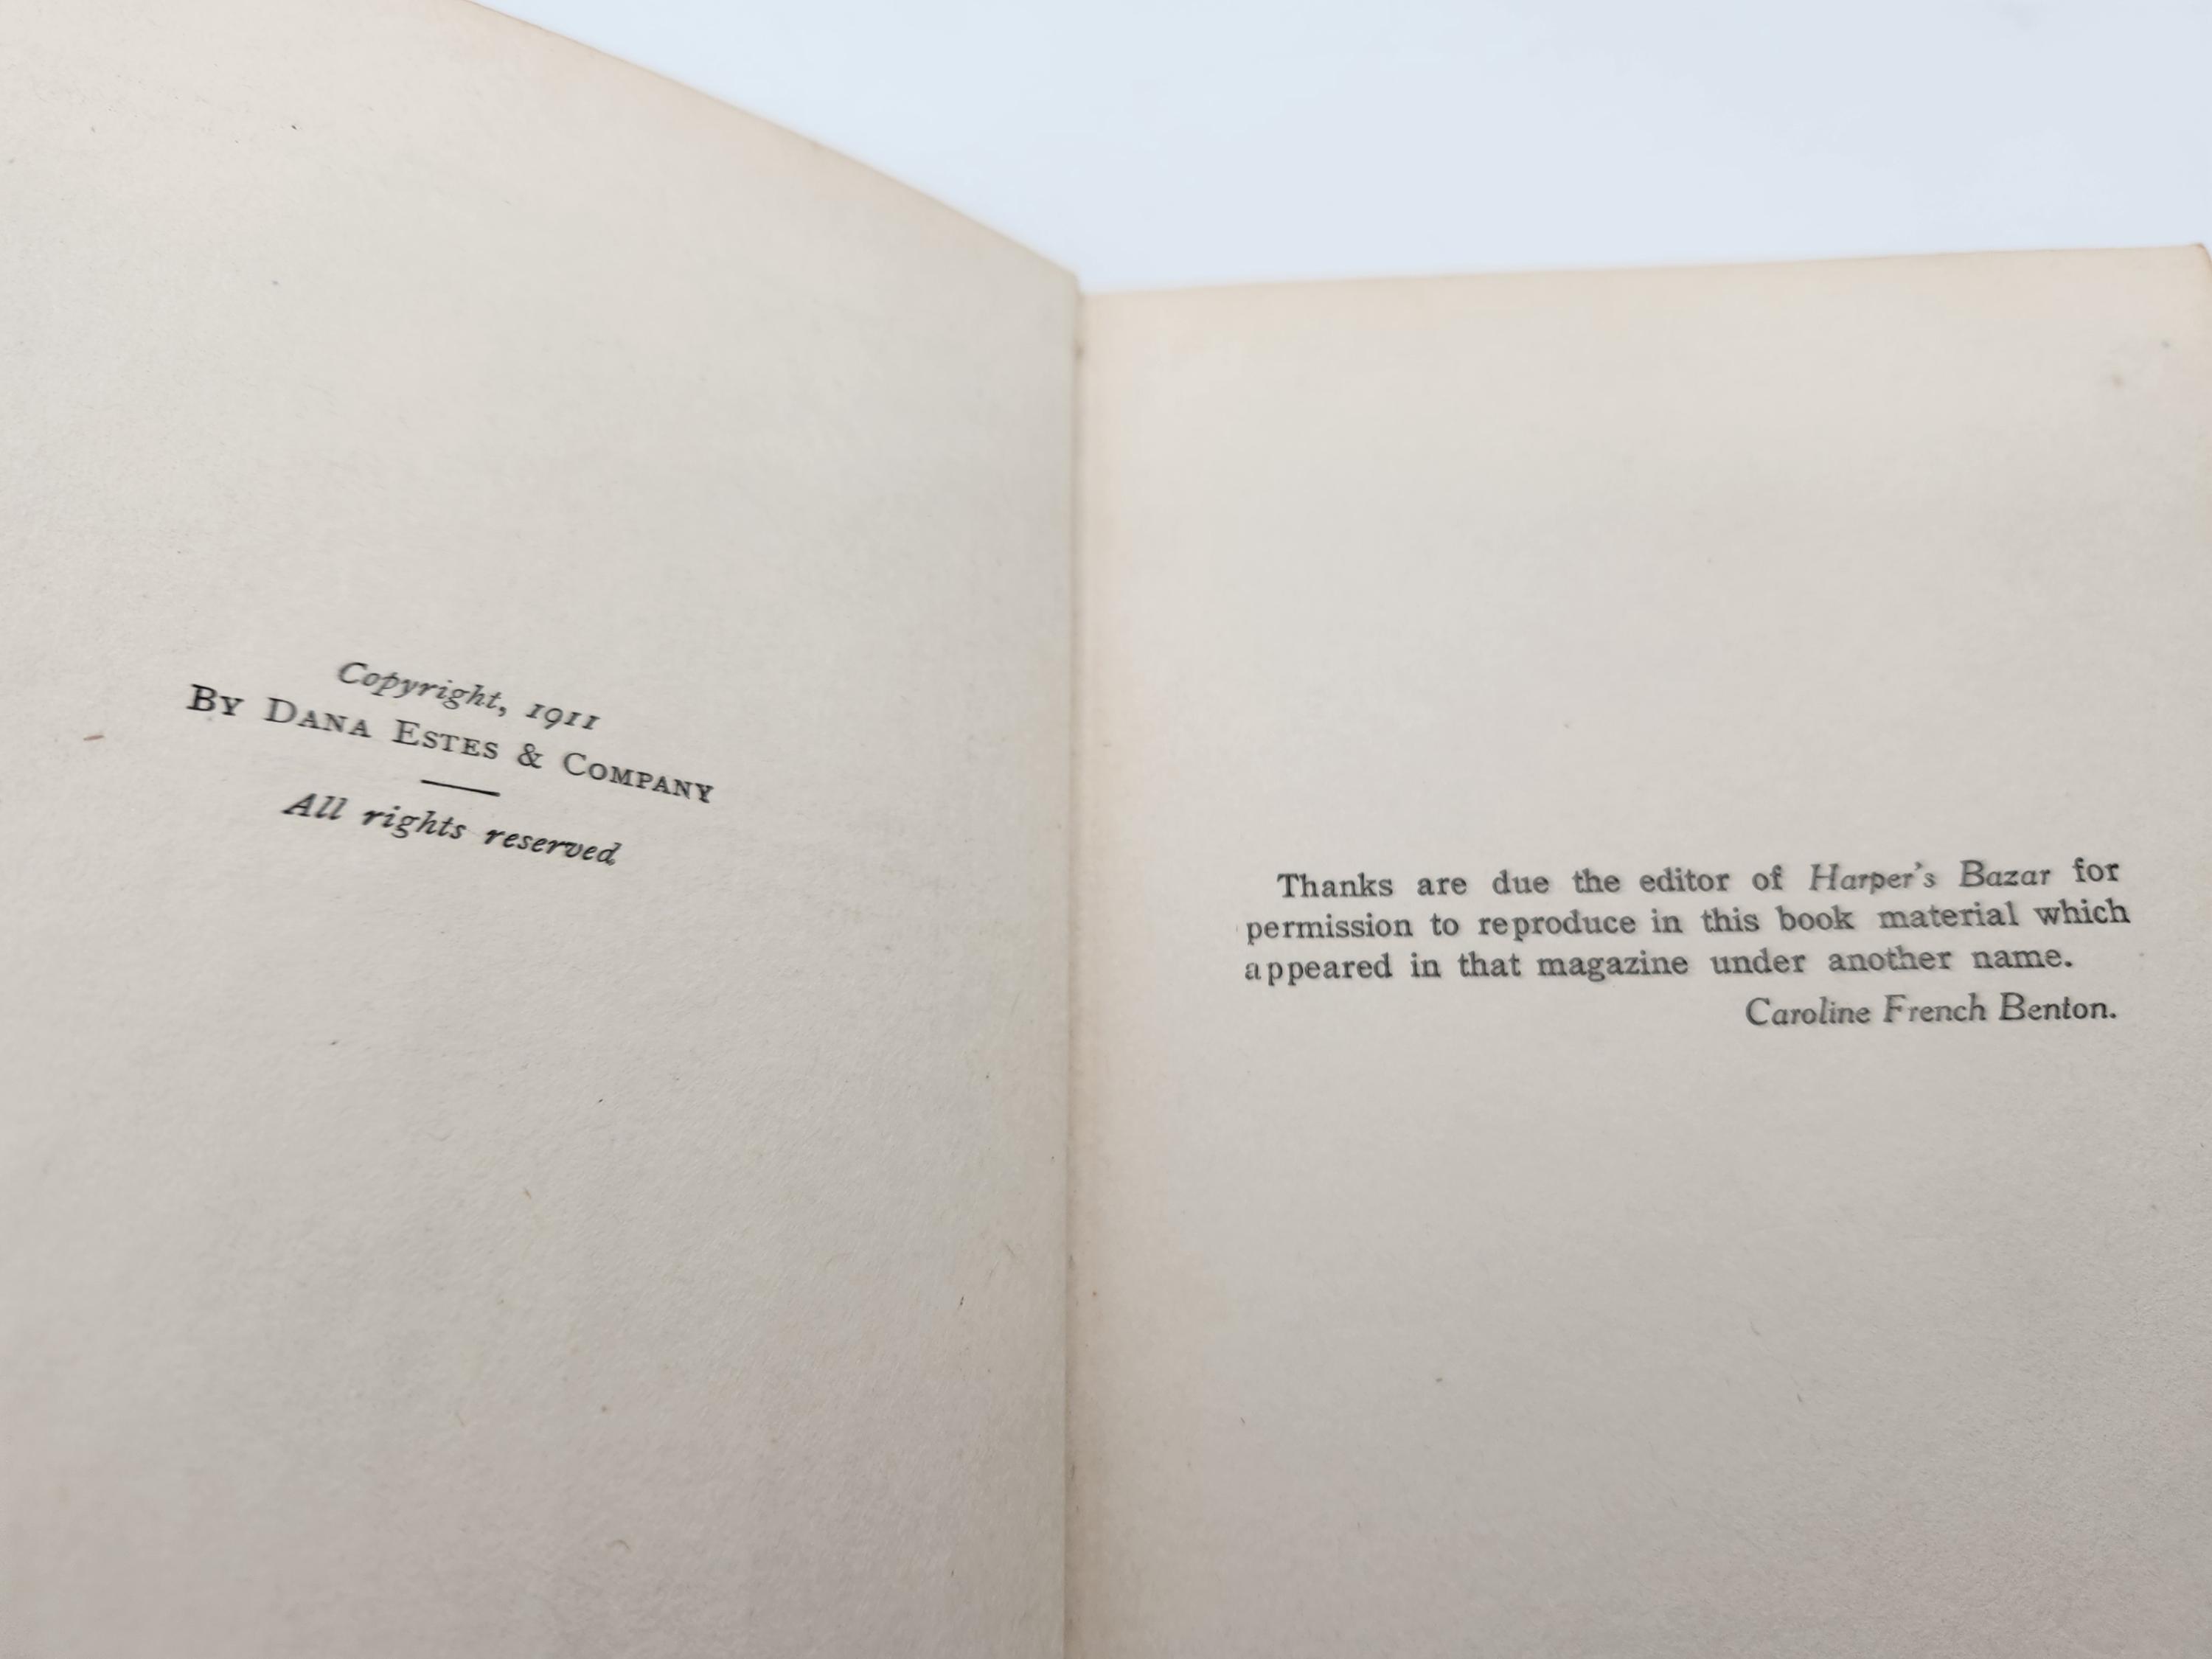 Copyright, 1911
By Dana Estes & Company
All rights reserved
Thanks are due the editor of Harper's Bazar for
permission to reproduce in this book material which
appeared in that magazine under another name.
Caroline French Benton.